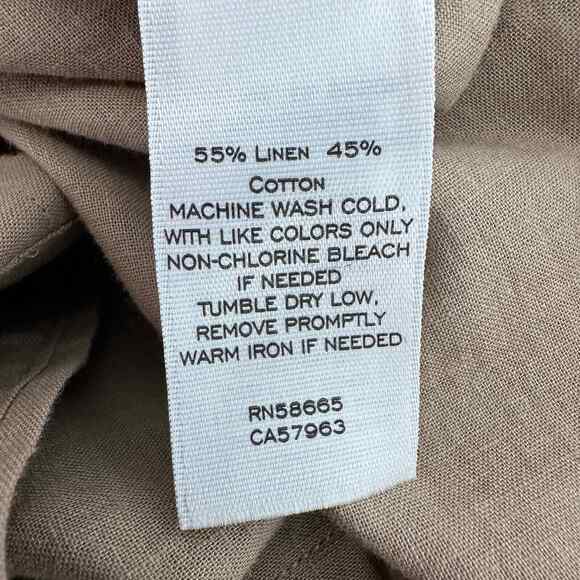 55% LINEN 45%
COTTON
MACHINE WASH COLD,
WITH LIKE COLORS ONLY
NON-CHLORINE BLEACH
IF NEEDED
TUMBLE DRY LOW,
REMOVE PROMPTLY
WARM IRON IF NEEDED
RN58665
CA57963